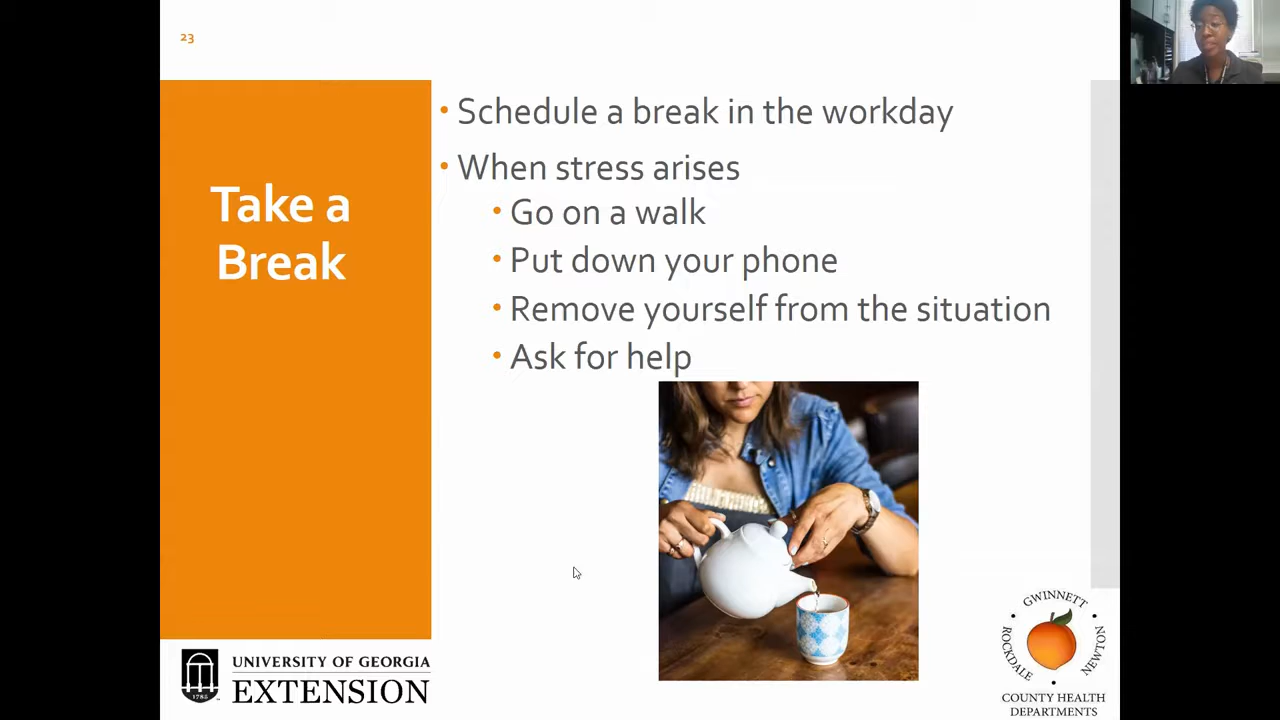 23
Take a
Break
• Schedule a break in the workday
• When stress arises
• Go on a walk
• Put down your phone
• Remove yourself from the situation
• Ask for help
1785
UNIVERSITY OF GEORGIA
EXTENSION
GWINNETT
ROCKDALE
NEWTON
COUNTY HEALTH
DEPARTMENTS